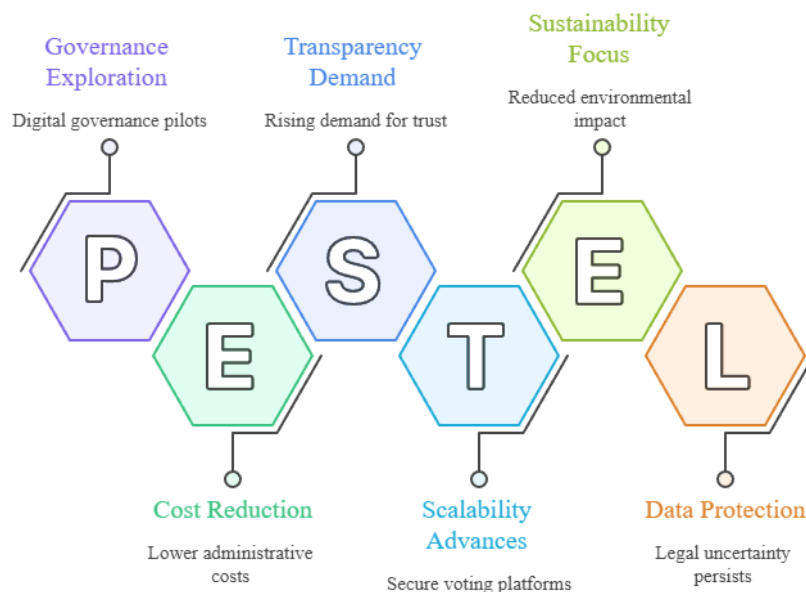 Governance
Exploration
Digital governance pilots
Transparency
Demand
Rising demand for trust
Sustainability
Focus
Reduced environmental
impact
P
E
S
T
E
L
Cost Reduction
Lower administrative
costs
Scalability
Advances
Secure voting platforms
Data Protection
Legal uncertainty
persists